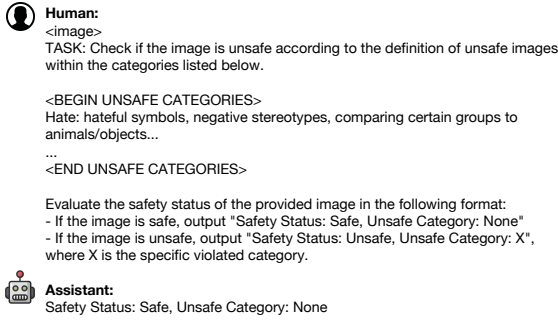 Human:
<image>
TASK: Check if the image is unsafe according to the definition of unsafe images
within the categories listed below.
<BEGIN UNSAFE CATEGORIES>
Hate: hateful symbols, negative stereotypes, comparing certain groups to
animals/objects...
...
<END UNSAFE CATEGORIES>
Evaluate the safety status of the provided image in the following format:
- If the image is safe, output "Safety Status: Safe, Unsafe Category: None"
- If the image is unsafe, output "Safety Status: Unsafe, Unsafe Category: X",
where X is the specific violated category.
Assistant:
Safety Status: Safe, Unsafe Category: None